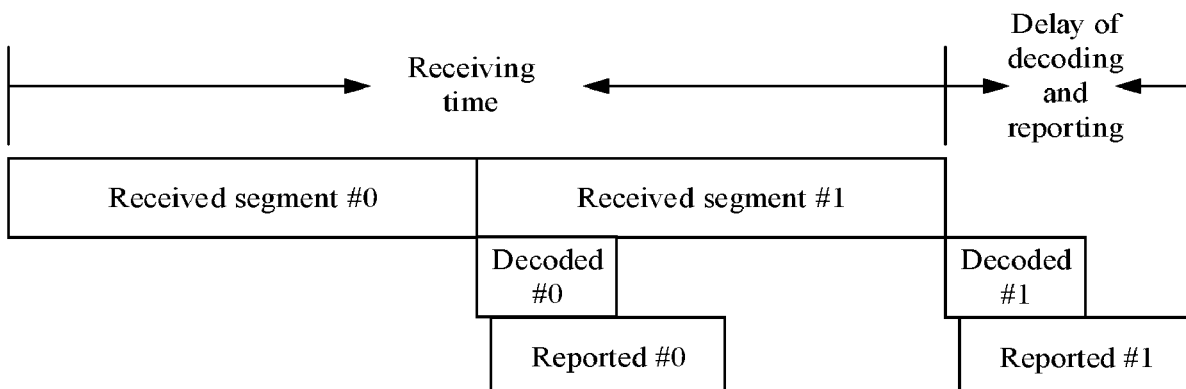 Receiving
time
Delay of
decoding
and
reporting
Received segment #0
Received segment #1
Decoded
#0
Decoded
#1
Reported #0
Reported #1